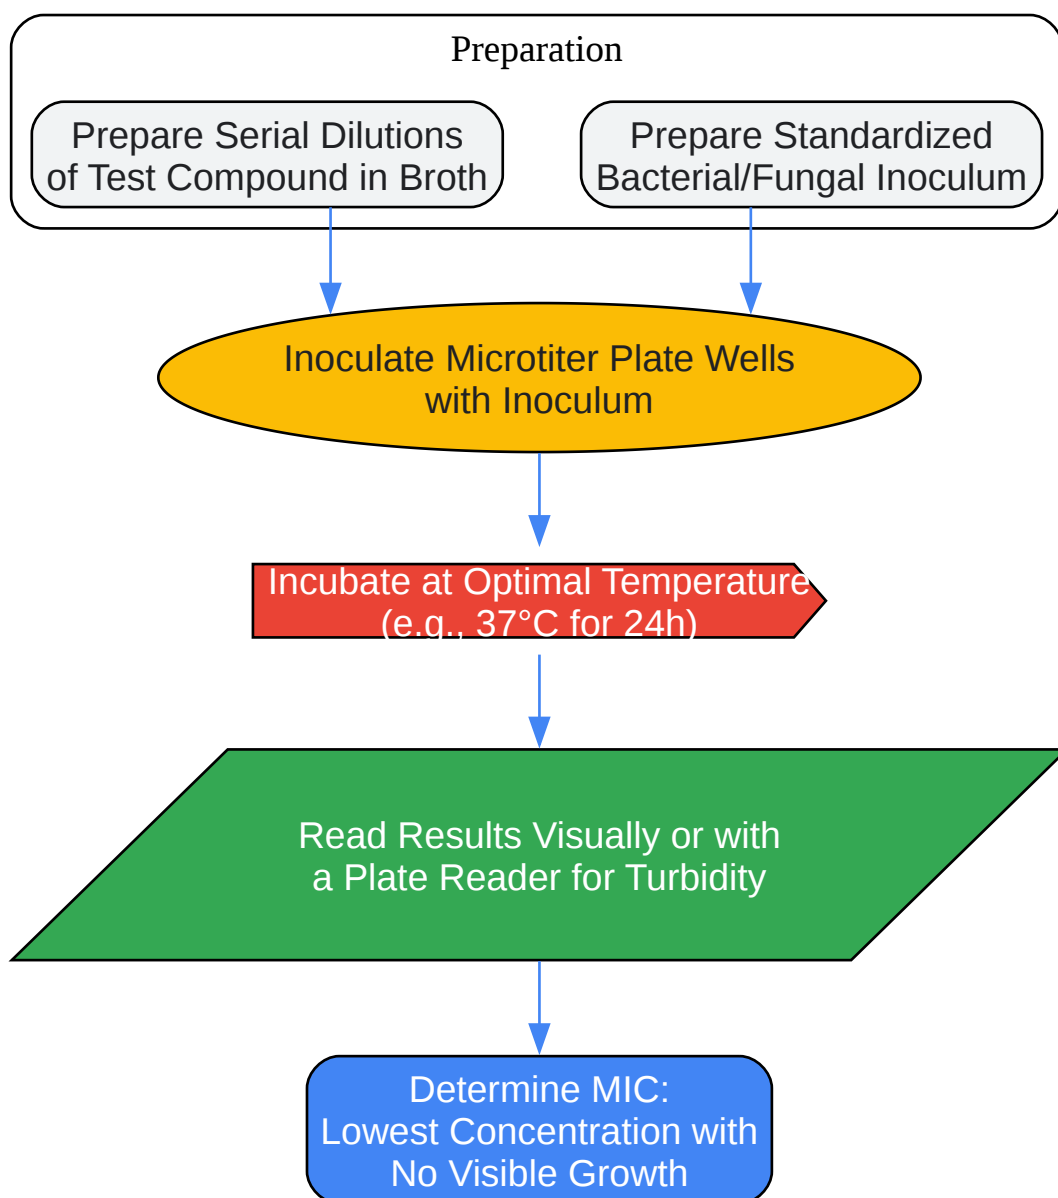 Preparation
Prepare Serial Dilutions
of Test Compound in Broth
Prepare Standardized
Bacterial/Fungal Inoculum
Inoculate Microtiter Plate Wells
with Inoculum
Incubate at Optimal Temperature
(e.g., 37°C for 24h)
Read Results Visually or with
a Plate Reader for Turbidity
Determine MIC:
Lowest Concentration with
No Visible Growth